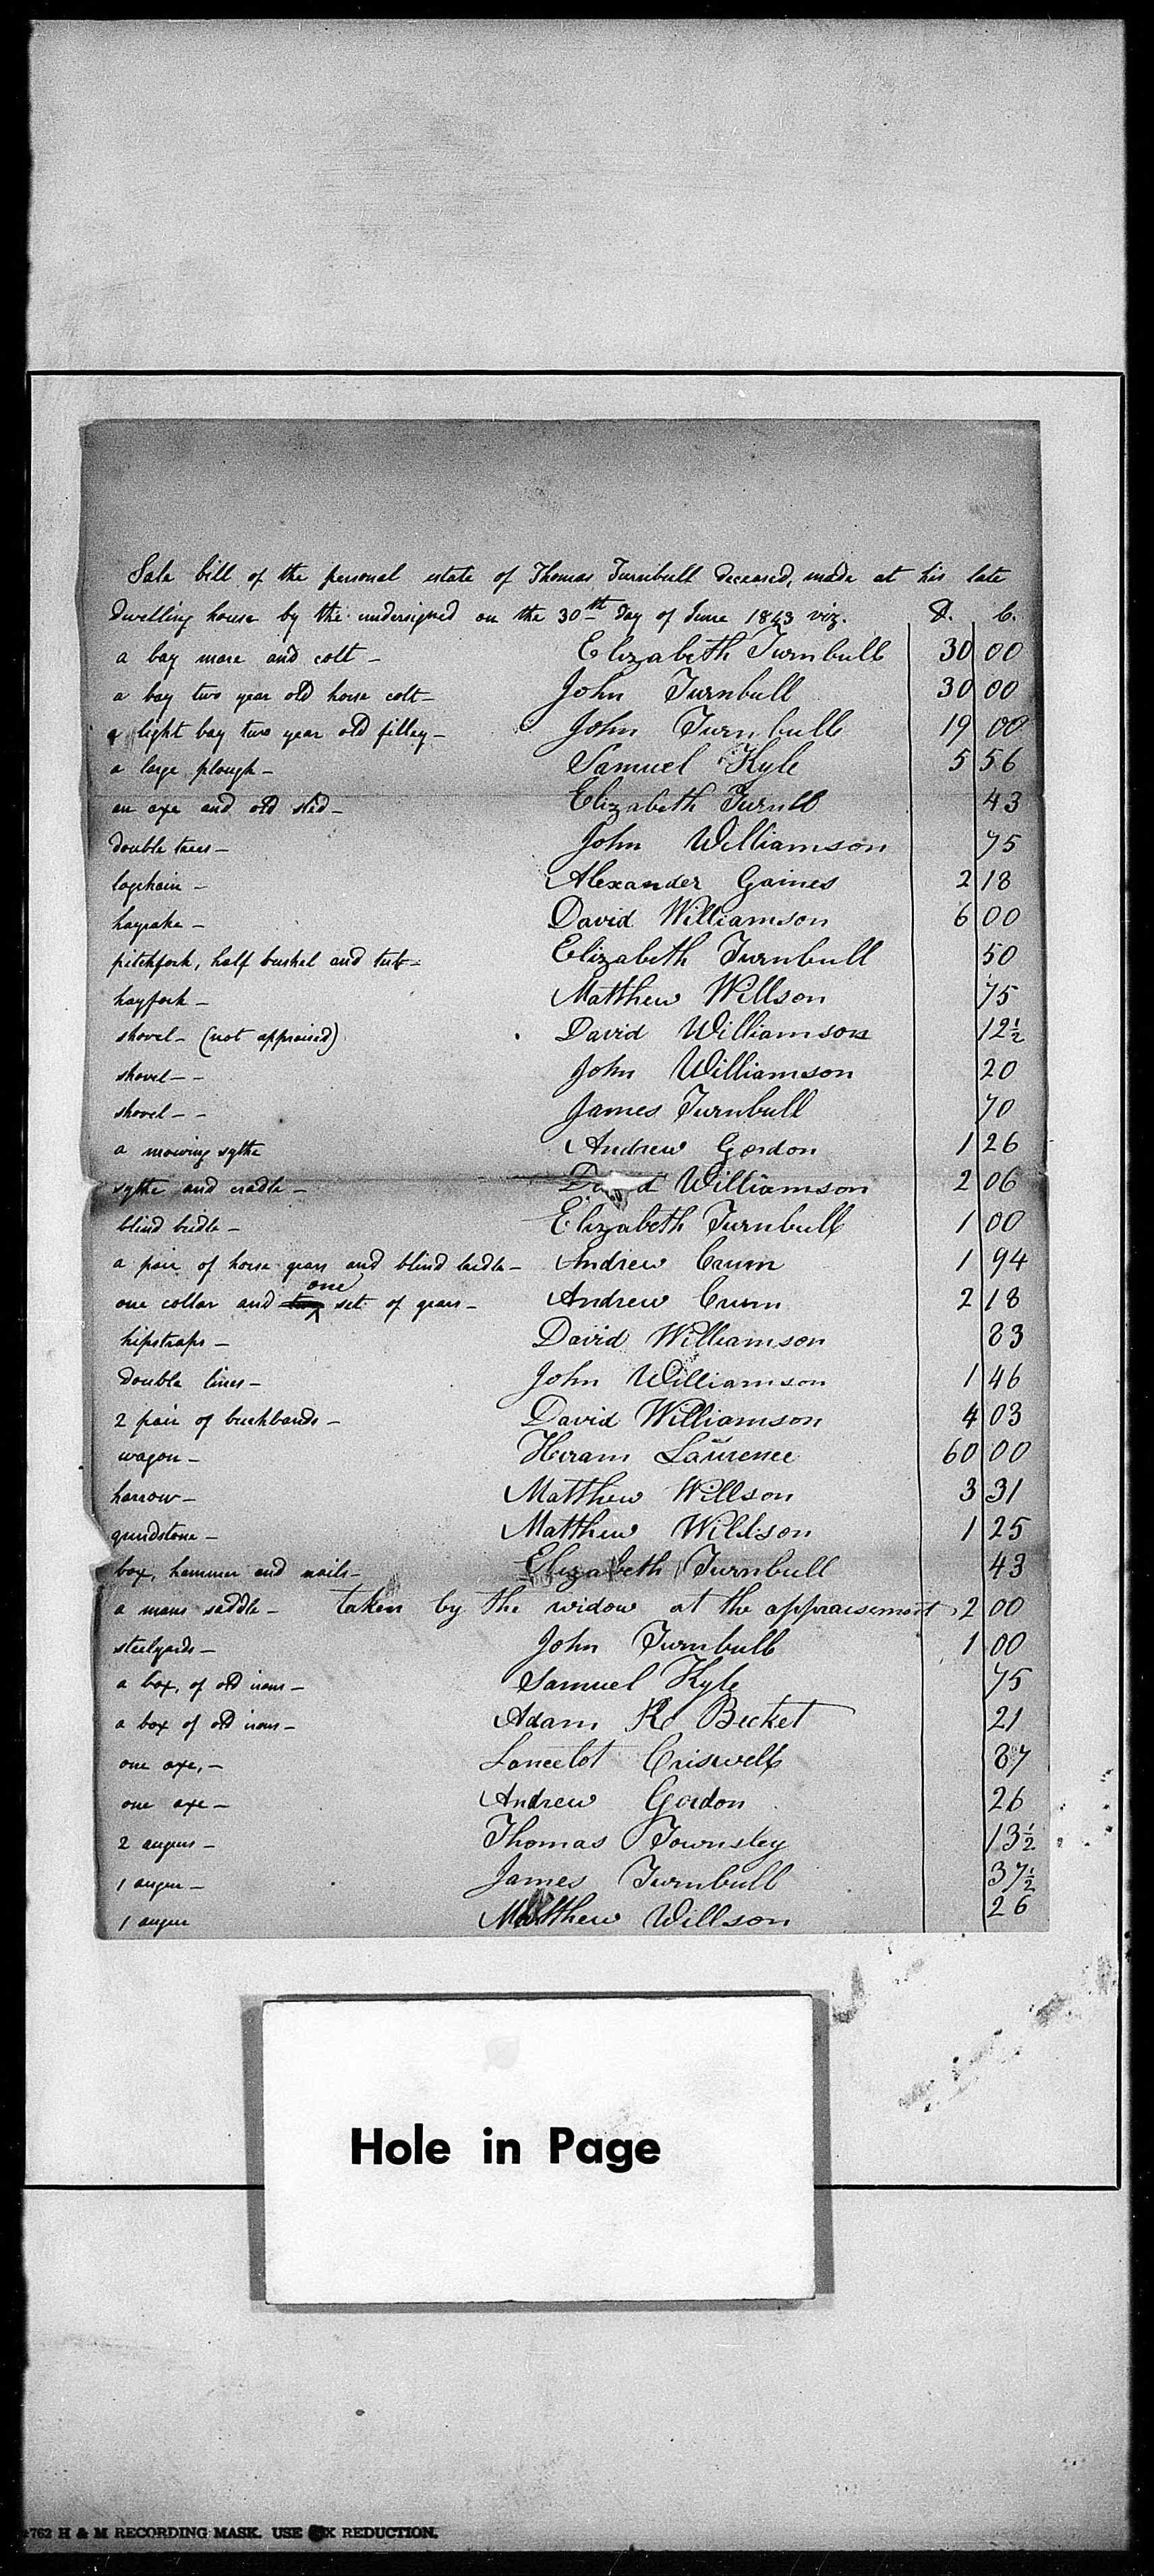 Sale bill of the personal estate of Thomas Turnbull deceased, made at his late
dwelling house by the undersigned on the 30th day of June 1843 viz. D. C.
a bay mare and colt - Elizabeth Turnbull 30 00
a bay two year old horse colt - John Turnbull 30 00
a light bay two year old filley - John Turnbull 19 00
a large plough - Samuel Kyle 5 56
an axe and old sled - Elizabeth Turnll 43
double trees - John Williamson 75
logchain - Alexander Gaines 2 18
hayrake - David Williamson 6 00
pitchfork, half bushel and tub - Elizabeth Turnbull 50
hayfork - Matthew Willson 75
shovel - (not appraised) David Williamson 12½
shovel - - John Williamson 20
shovel - - James Turnbull 70
a mowing sythe Andrew Gordon 1 26
sythe and cradle - Da d Williamson 2 06
blind bridle - Elizabeth Turnbull 1 00
a pair of horse gears and blind bridle - Andrew Crum 1 94
one collar and two one set of gears - Andrew Crum 2 18
hipstraps - David Williamson 83
double lines - John Williamson 1 46
2 pair of buckbands - David Williamson 4 03
wagon - Hiram Laurence 60 00
harrow - Matthew Willson 3 31
grindstone - Matthew Willson 1 25
box, hammer and nails - Elizabeth Turnbull 43
a mans saddle - taken by the widow at the appraisement 2 00
steelyards - John Turnbull 1 00
a box, of old irons - Samuel Kyle 75
a box of old irons - Adam R Becket 21
one axe, - Lancelot Criswell 87
one axe - Andrew Gordon 26
2 augurs - Thomas Townsley 13½
1 auger - James Turnbull 37½
1 auger Matthew Willson 26
Hole in Page
762 H & M RECORDING MASK. USE X REDUCTION.